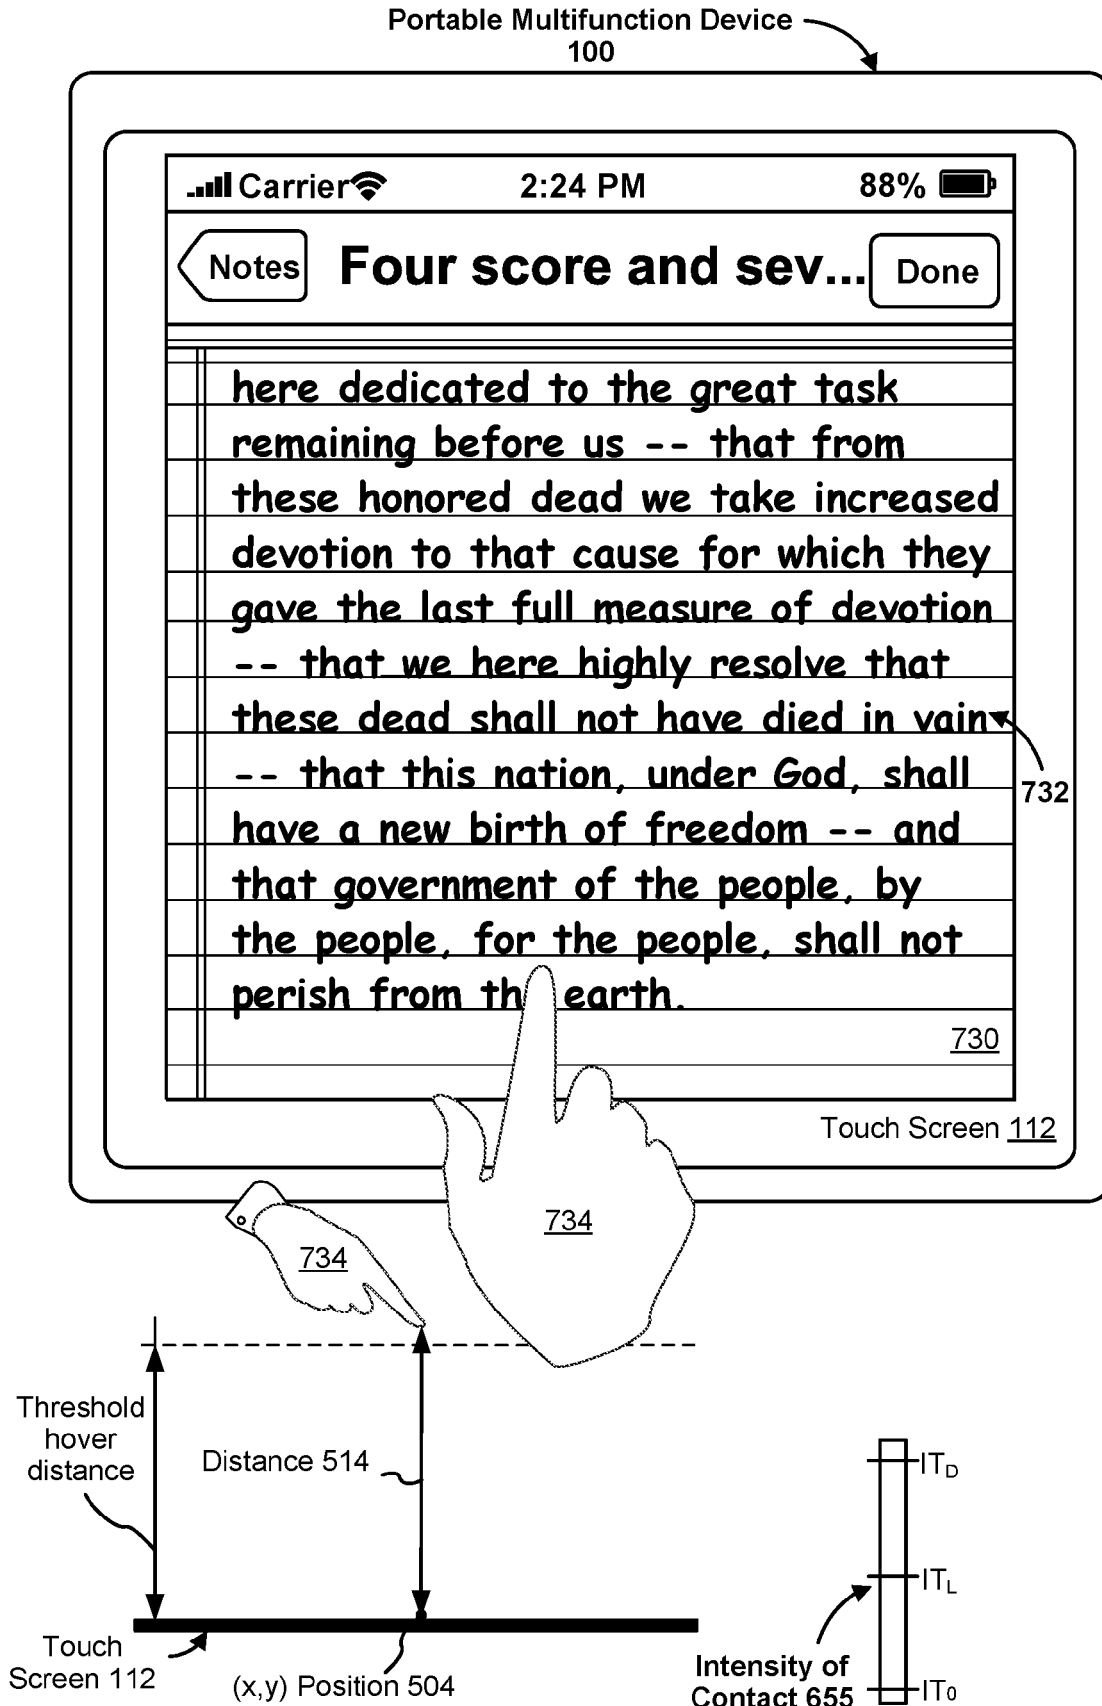 Portable Multifunction Device
100
Carrier 2:24 PM 88%
Notes Four score and sev... Done
here dedicated to the great task
remaining before us -- that from
these honored dead we take increased
devotion to that cause for which they
gave the last full measure of devotion
-- that we here highly resolve that
these dead shall not have died in vain
732
-- that this nation, under God, shall
have a new birth of freedom -- and
that government of the people, by
the people, for the people, shall not
perish from th earth.
730
Touch Screen 112
734
734
Threshold
hover
distance
Distance 514
Touch
Screen 112
(x,y) Position 504
ITD
ITL
IT0
Intensity of
Contact 655